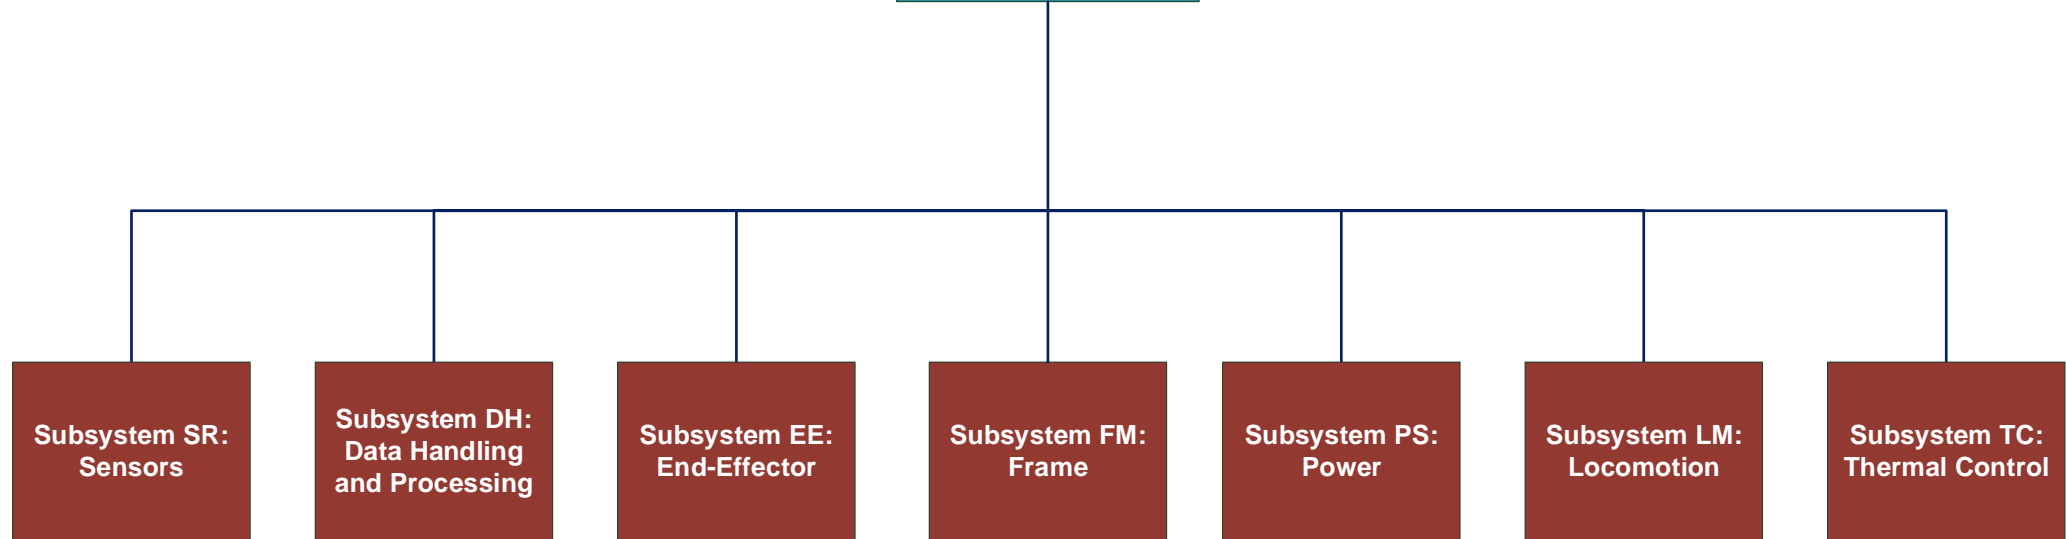 Subsystem SR:
Sensors
Subsystem DH:
Data Handling
and Processing
Subsystem EE:
End-Effector
Subsystem FM:
Frame
Subsystem PS:
Power
Subsystem LM:
Locomotion
Subsystem TC:
Thermal Control